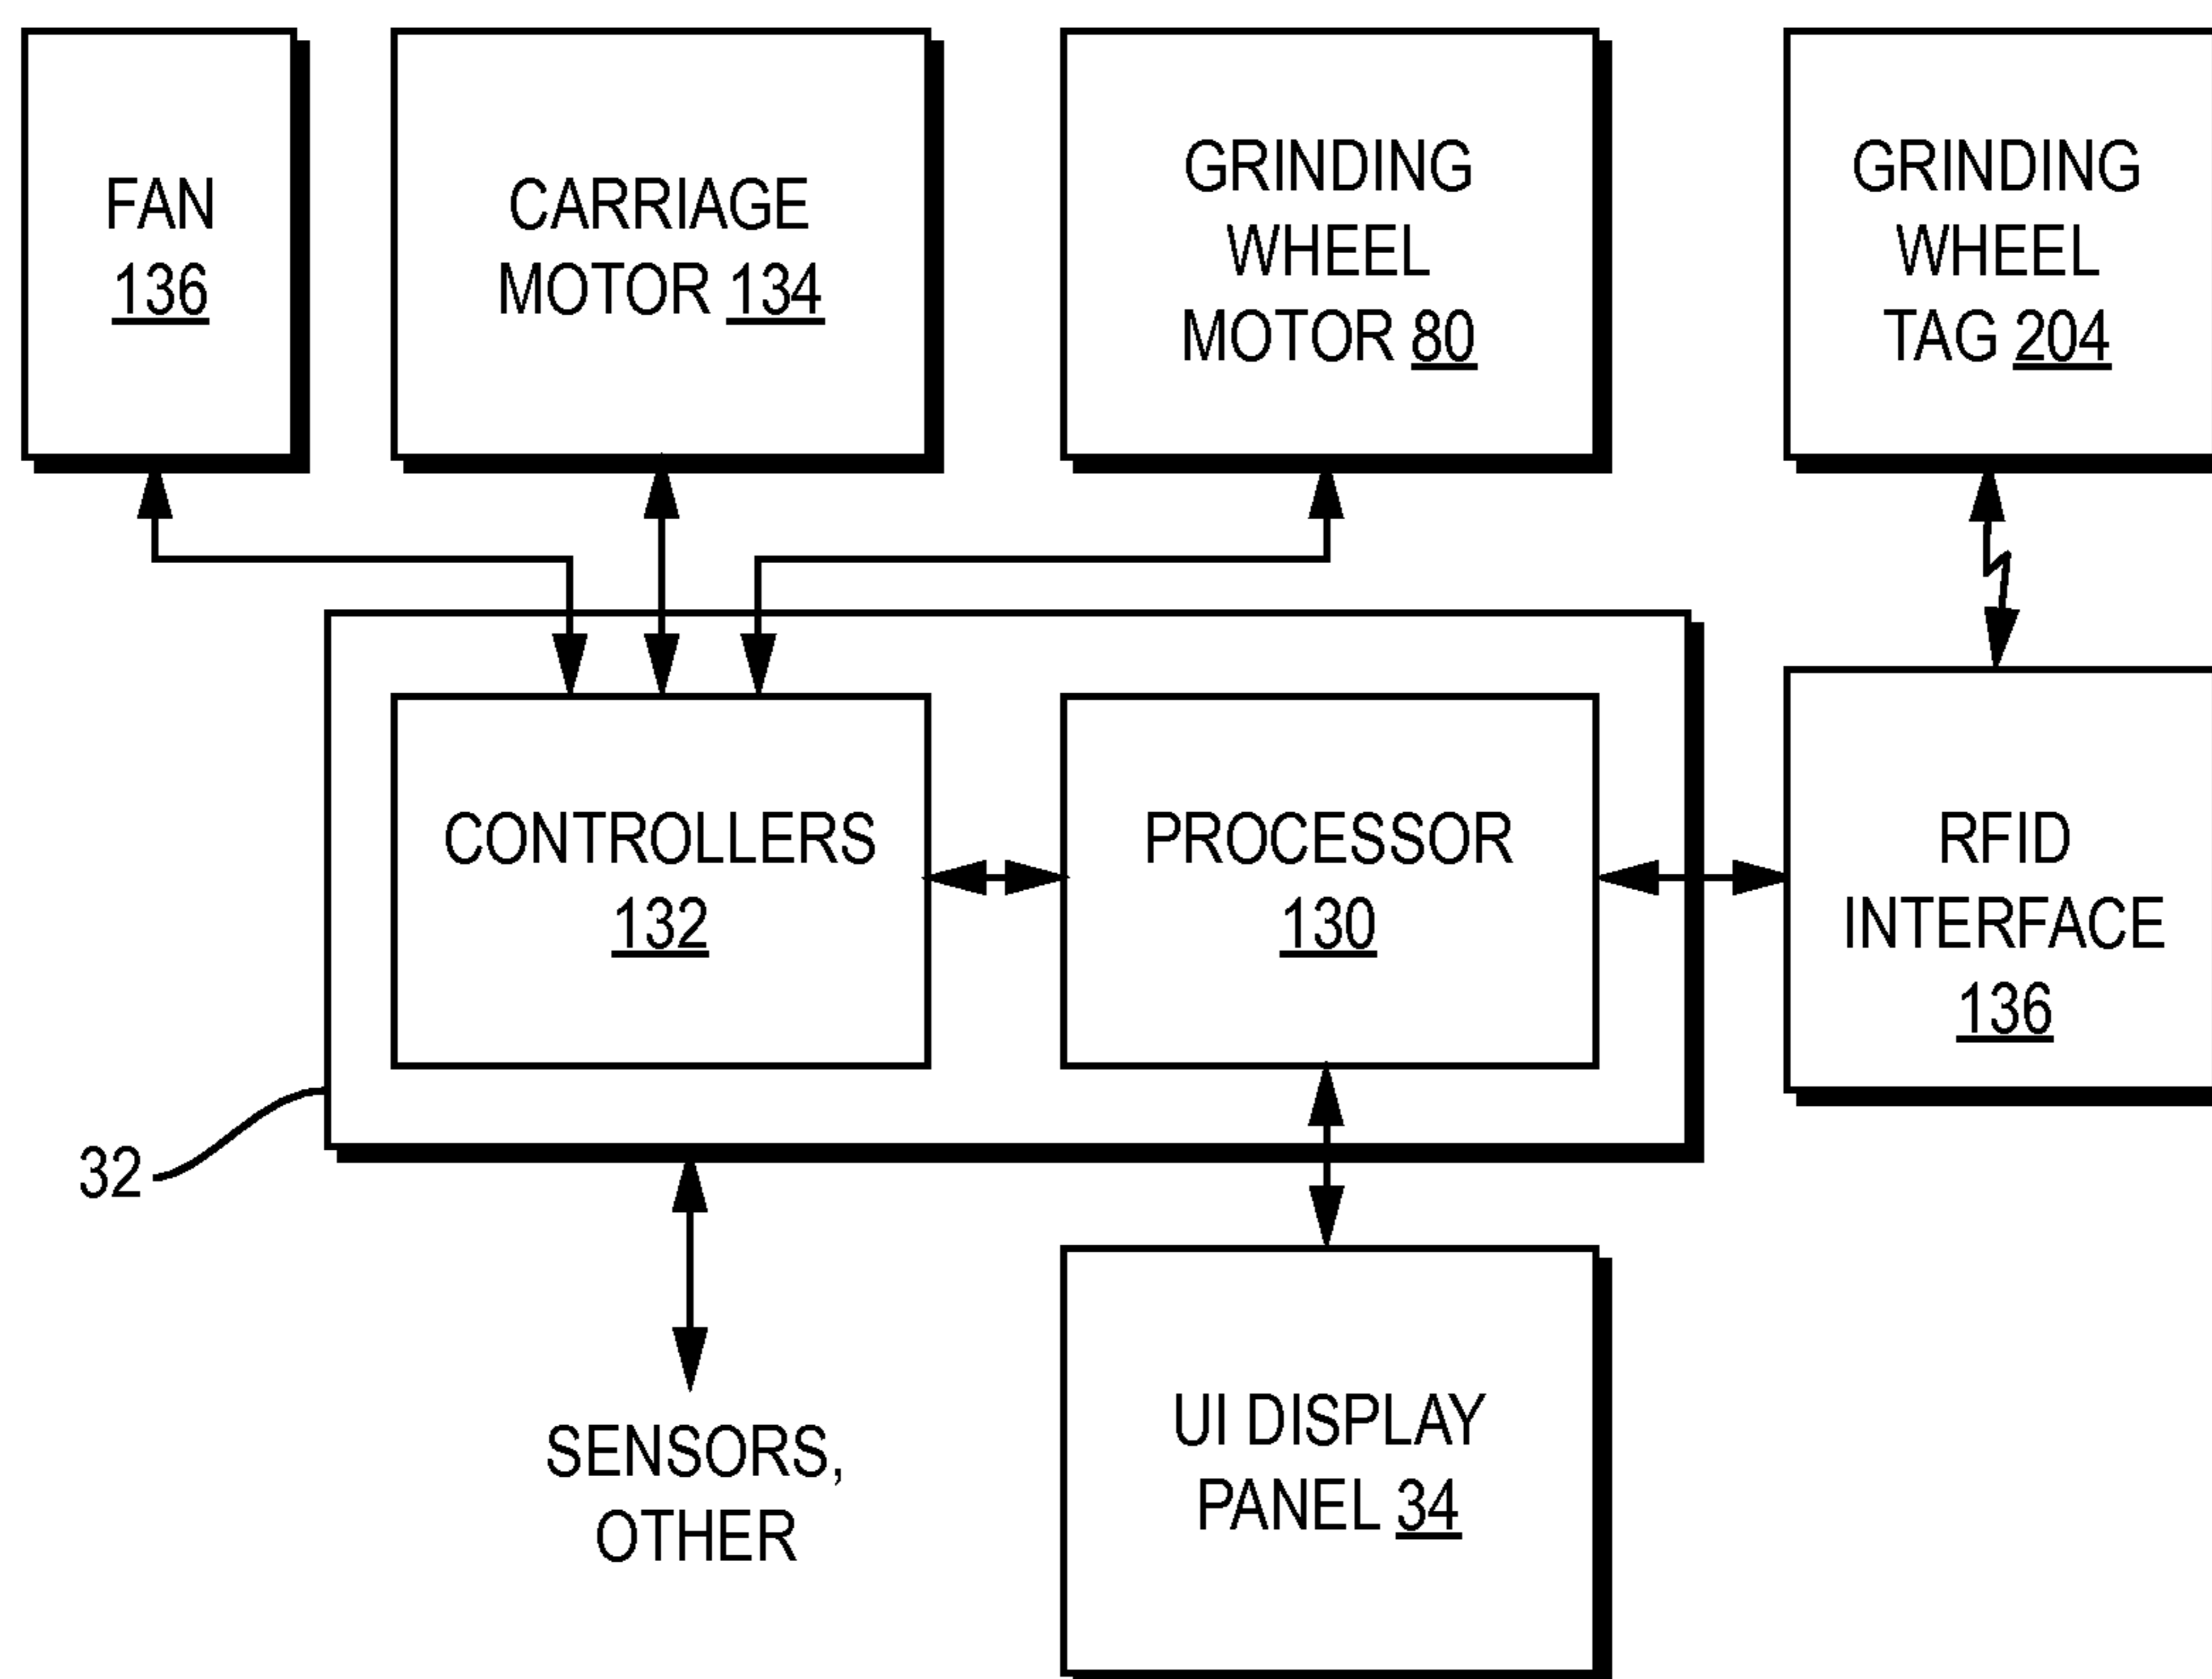 FAN
136
CARRIAGE
MOTOR 134
GRINDING
WHEEL
MOTOR 80
GRINDING
WHEEL
TAG 204
CONTROLLERS
132
PROCESSOR
130
RFID
INTERFACE
136
32
SENSORS,
OTHER
UI DISPLAY
PANEL 34